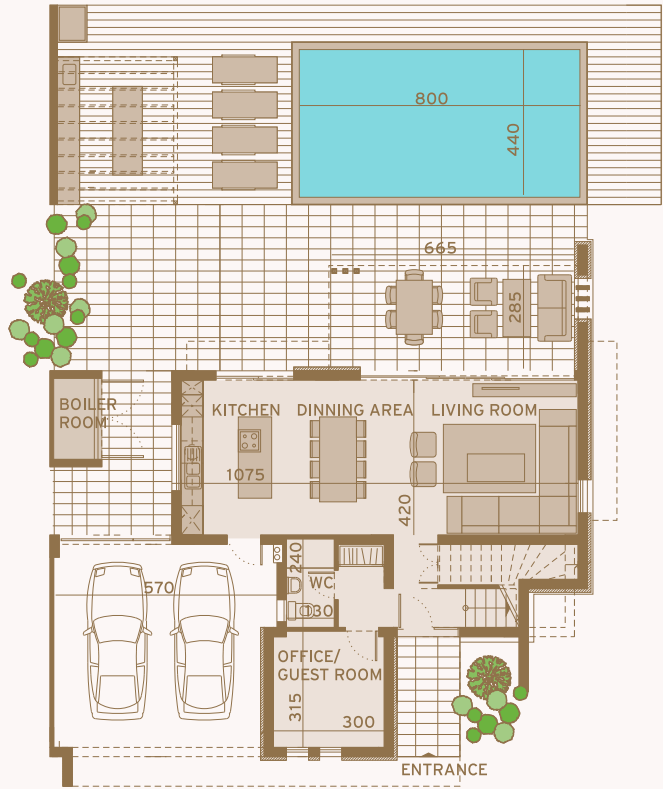 800
440
665
285
BOILER
ROOM
KITCHEN
DINNING AREA
LIVING ROOM
1075
420
240
570
WC
130
OFFICE/
GUEST ROOM
315
300
ENTRANCE